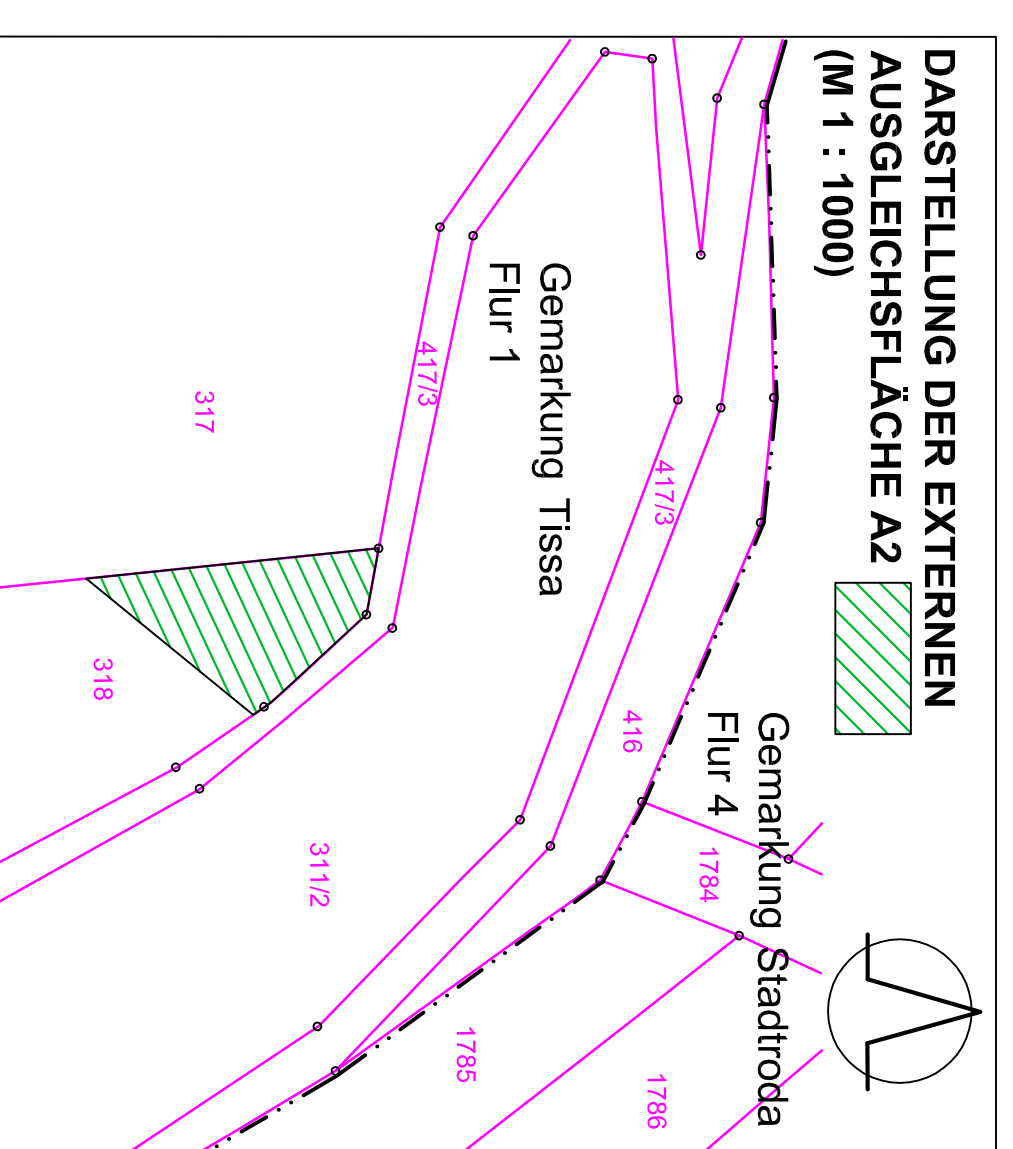 DARSTELLUNG DER EXTERNEN
AUSGLEICHSFLÄCHE A2
(M 1 : 1000)
Gemarkung Stadtroda
Flur 4
1784
1786
416
417/3
1785
Gemarkung Tissa
Flur 1
417/3
311/2
317
318